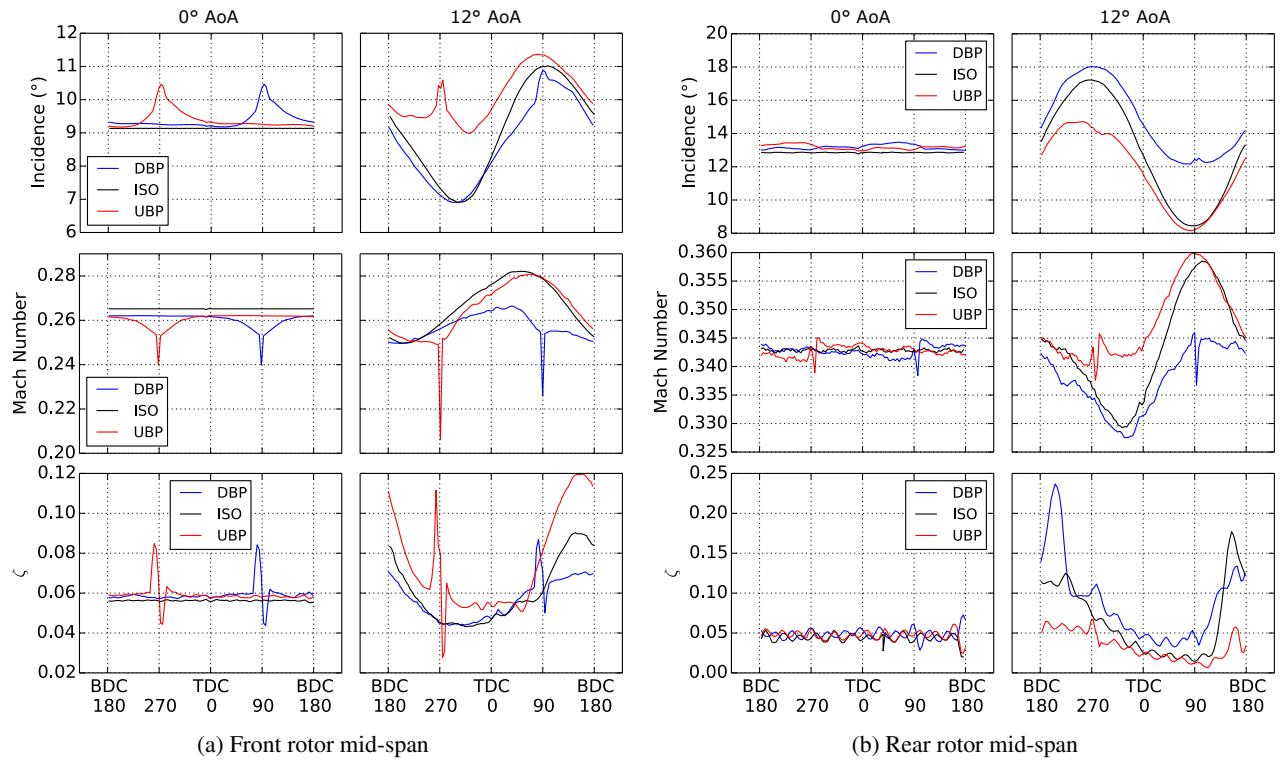 0° AoA
12° AoA
Incidence (°)
12
11
10
9
8
7
6
DBP
ISO
UBP
Mach Number
0.28
0.26
0.24
0.22
0.20
DBP
ISO
UBP
ζ
0.12
0.10
0.08
0.06
0.04
0.02
DBP
ISO
UBP
BDC 180
270
TDC 0
90
BDC 180
BDC 180
270
TDC 0
90
BDC 180
(a) Front rotor mid-span
0° AoA
12° AoA
Incidence (°)
20
18
16
14
12
10
8
DBP
ISO
UBP
Mach Number
0.360
0.355
0.350
0.345
0.340
0.335
0.330
0.325
DBP
ISO
UBP
ζ
0.25
0.20
0.15
0.10
0.05
0.00
DBP
ISO
UBP
BDC 180
270
TDC 0
90
BDC 180
BDC 180
270
TDC 0
90
BDC 180
(b) Rear rotor mid-span